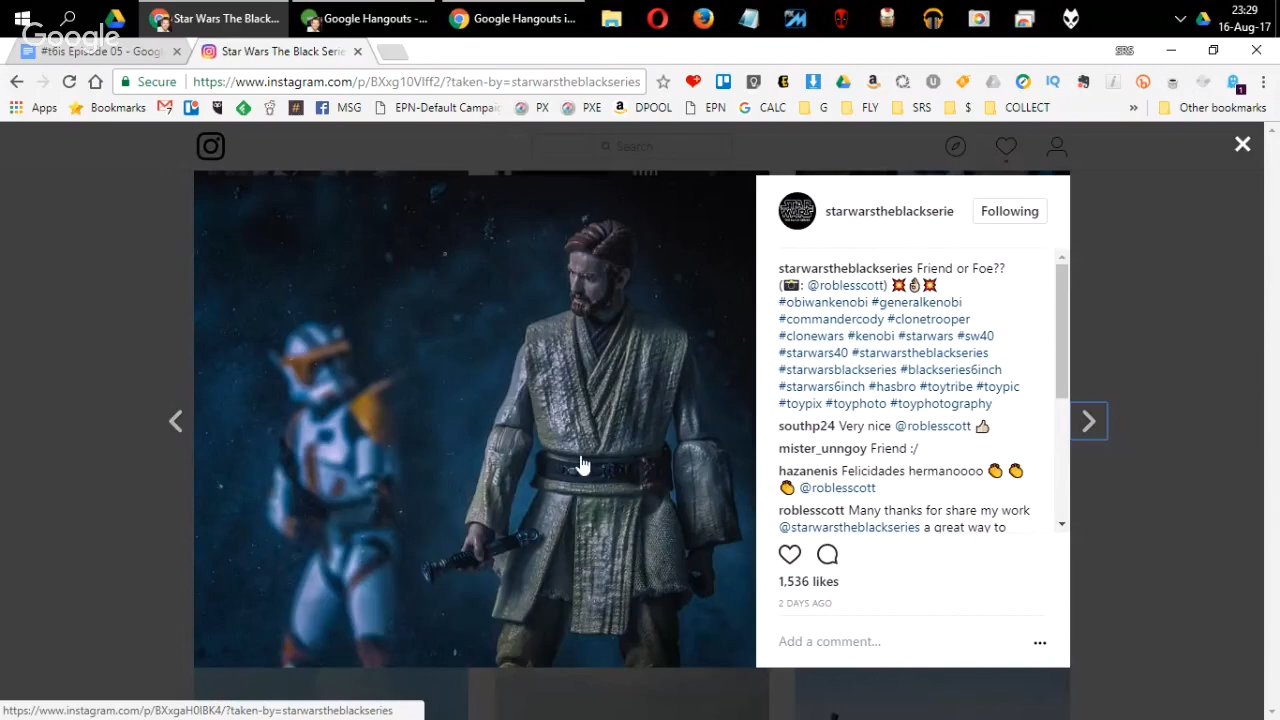 Star Wars The Blac...
Google Hangouts -...
Google Hangouts i...
23:29
16-Aug-17
Google
#t6is Episode 05 - Googl
Star Wars The Black Serie
SRS
Secure
https://www.instagram.com/p/BXxg10VIff2/?taken-by=starwarstheblackseries
Apps
Bookmarks
MSG
EPN-Default Campai
PX
PXE
DPOOL
EPN
CALC
G
FLY
SRS
$
COLLECT
»
Other bookmarks
1
Search
starwarstheblackserie
Following
starwarstheblackseries Friend or Foe??
(📷: @roblesscott) 💥👌💥
#obiwankenobi #generalkenobi
#commandercody #clonetrooper
#clonewars #kenobi #starwars #sw40
#starwars40 #starwarstheblackseries
#starwarsblackseries #blackseries6inch
#starwars6inch #hasbro #toytribe #toypic
#toypix #toyphoto #toyphotography
southp24 Very nice @roblesscott 👍
mister_unngoy Friend :/
hazanenis Felicidades hermanoooo 👏 👏
👏 @roblesscott
roblesscott Many thanks for share my work
@starwarstheblackseries a great way to
1,536 likes
2 DAYS AGO
Add a comment...
https://www.instagram.com/p/BXxgaH0lBK4/?taken-by=starwarstheblackseries